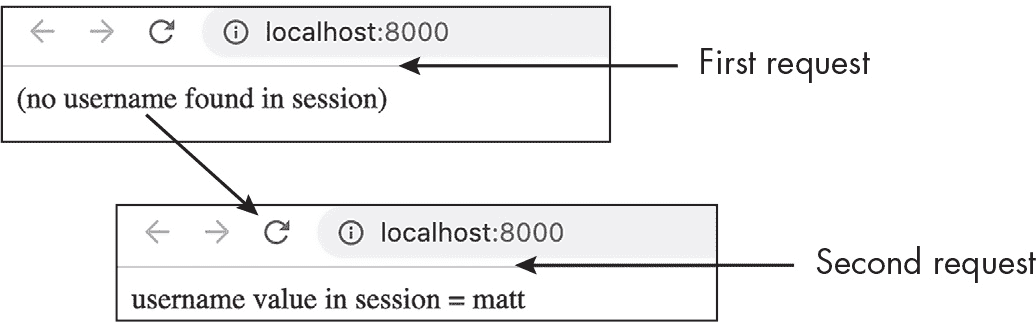 localhost:8000
First request
(no username found in session)
localhost:8000
Second request
username value in session = matt